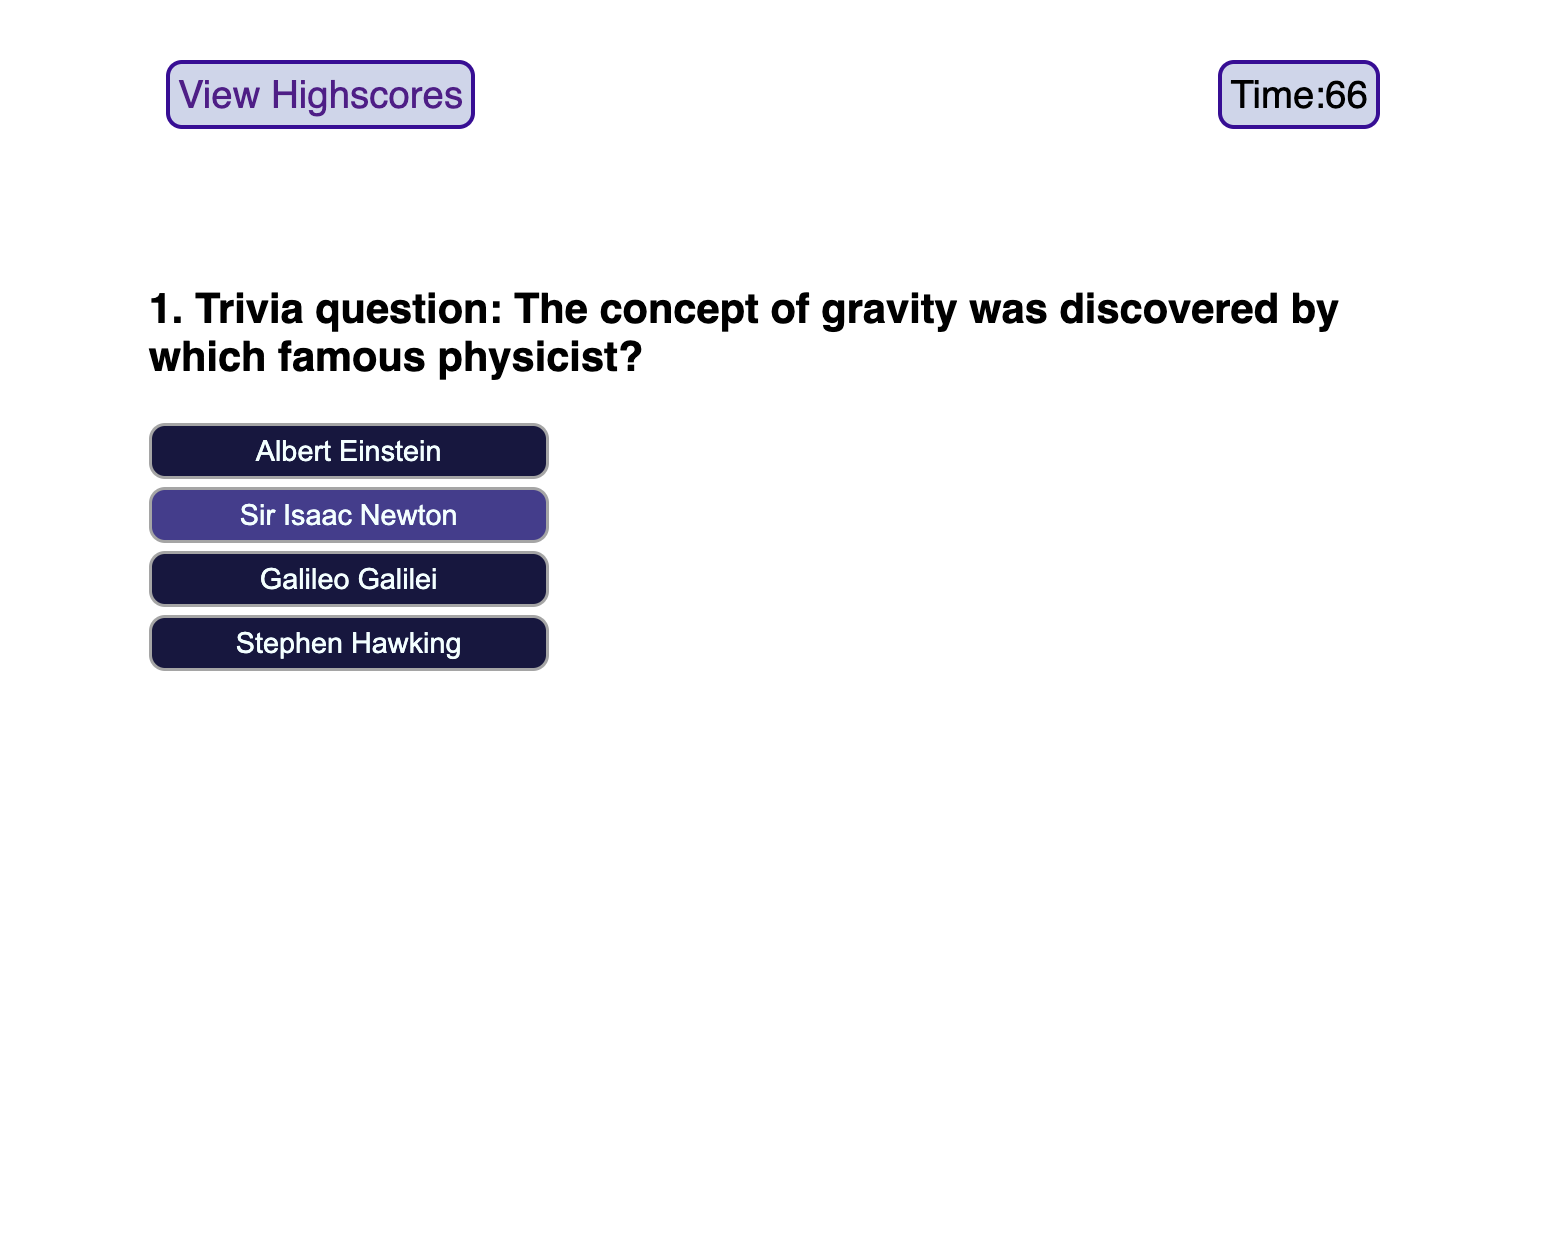 View Highscores
Time:66
1. Trivia question: The concept of gravity was discovered by
which famous physicist?
Albert Einstein
Sir Isaac Newton
Galileo Galilei
Stephen Hawking